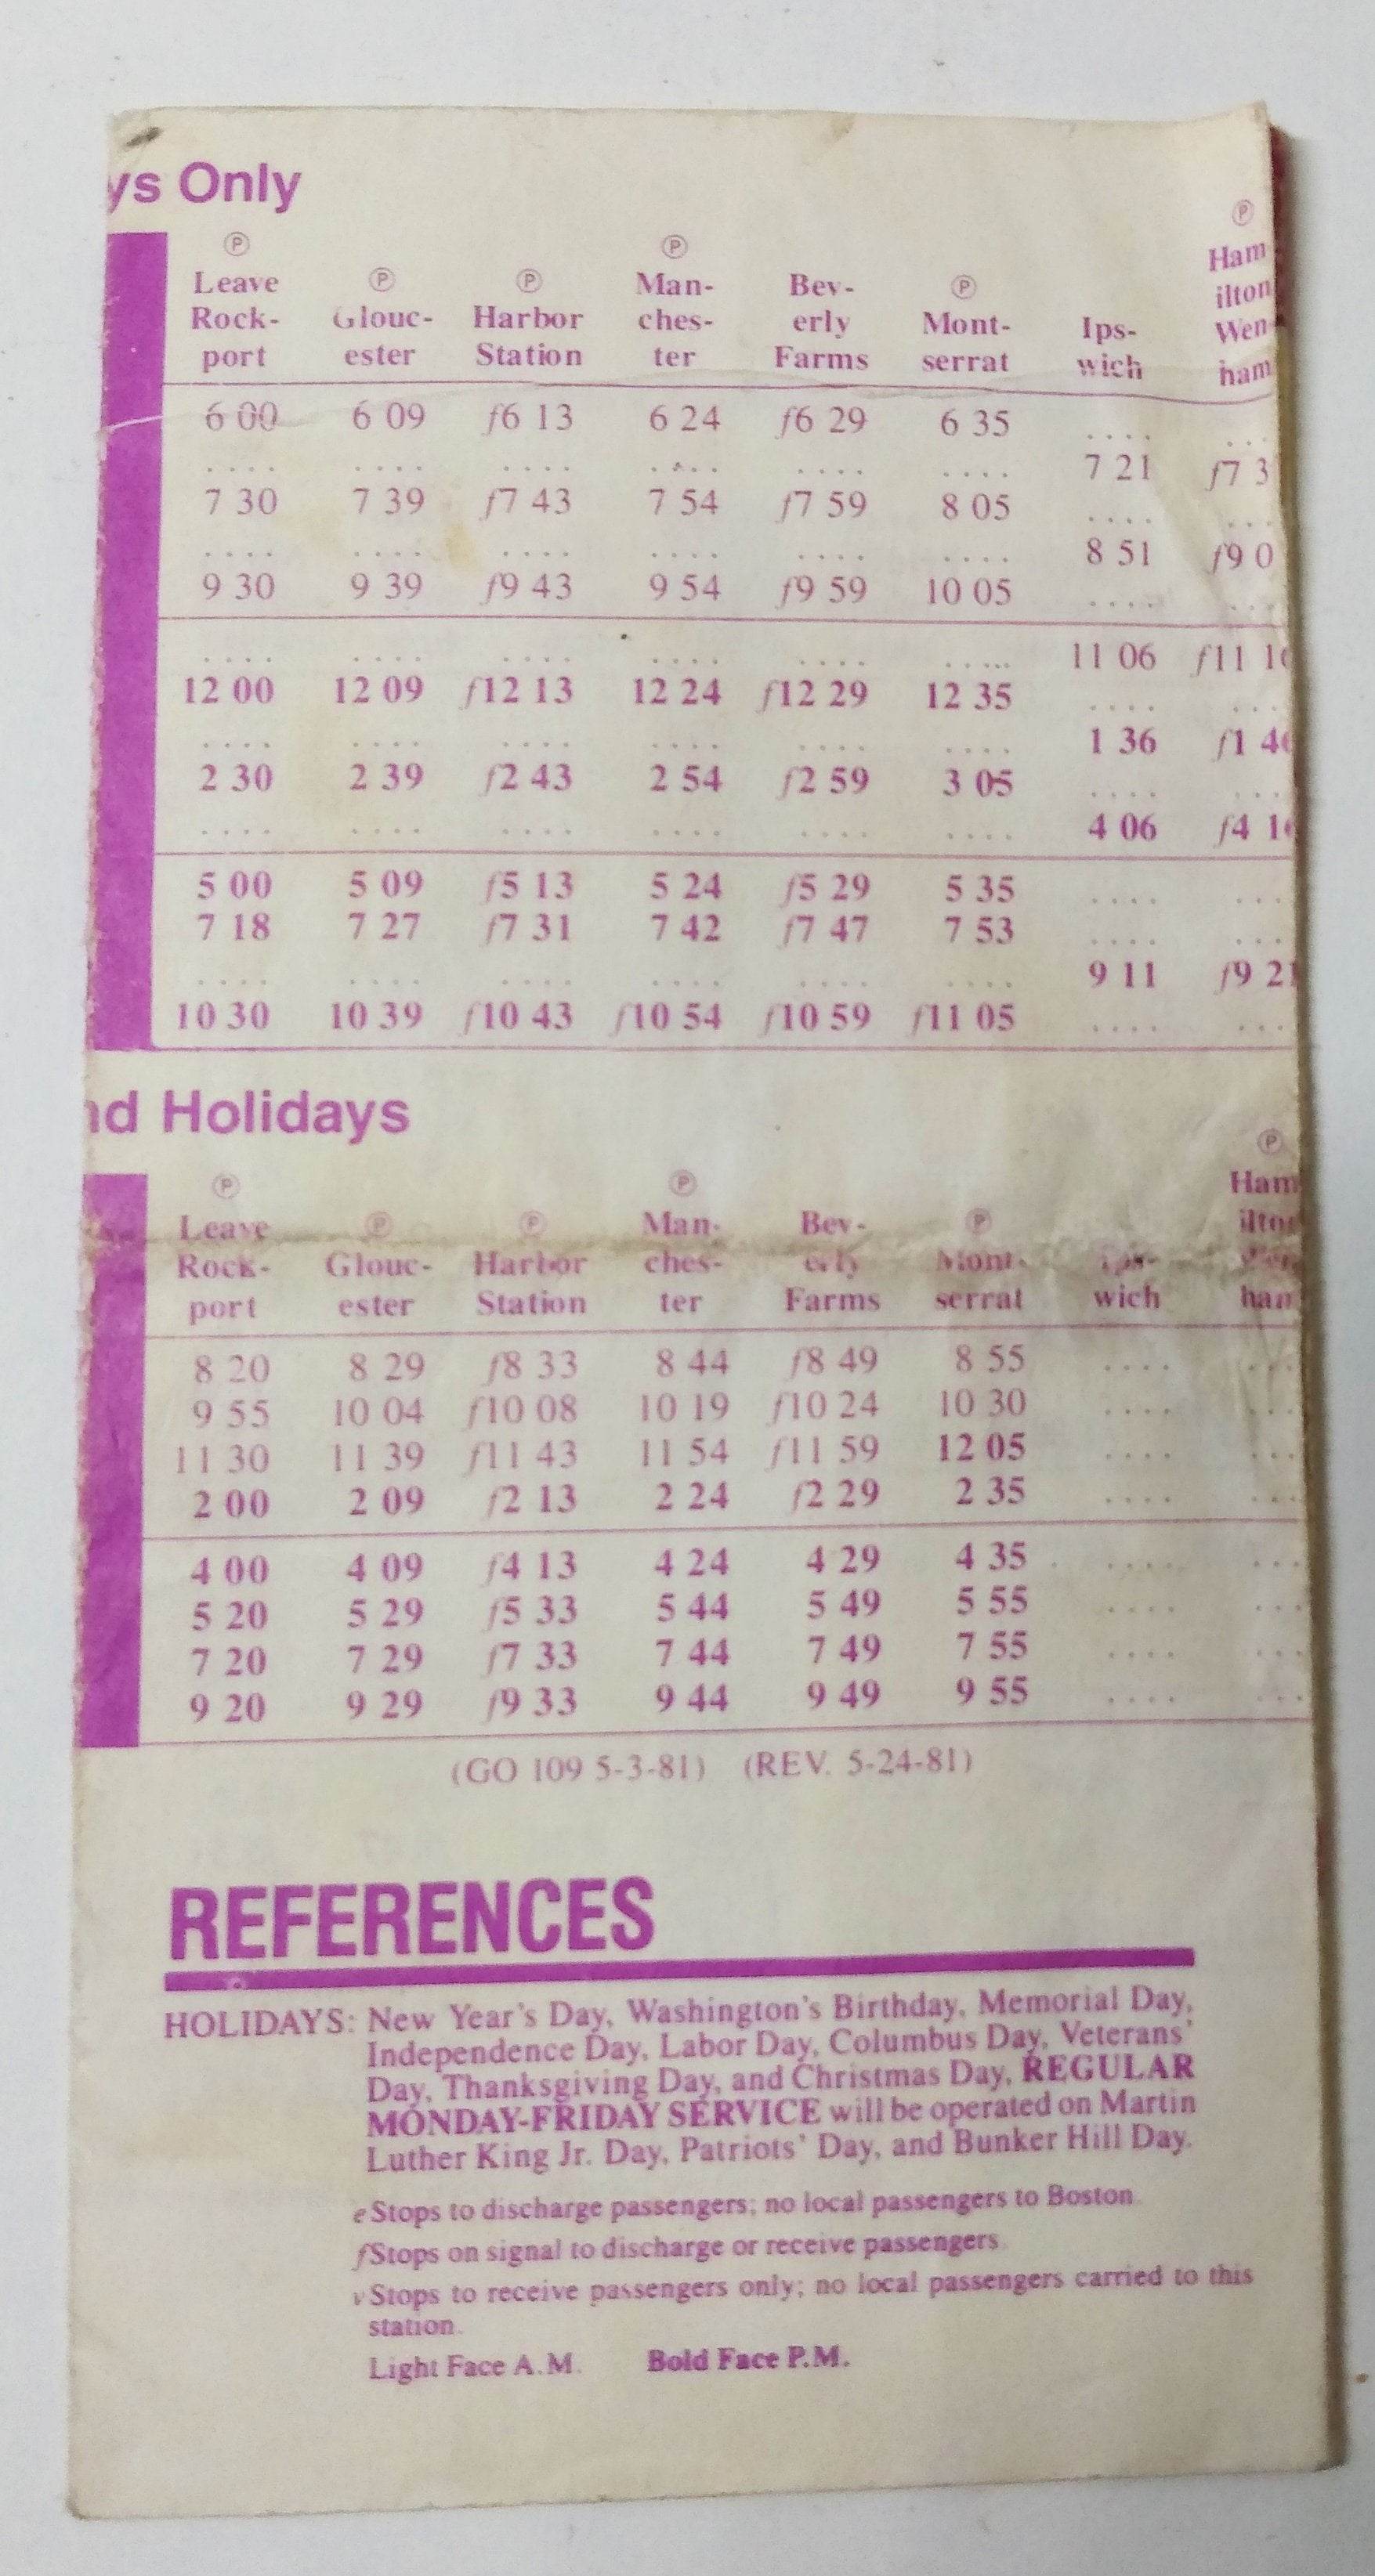 ys Only
Ⓟ Ⓟ Ⓟ
Leave Ⓟ Ⓟ Man- Bev- Ⓟ Ham
Rock- Glouc- Harbor ches- erly Mont- Ips- ilton
port ester Station ter Farms serrat wich Wen-
ham
6 00 6 09 f6 13 6 24 f6 29 6 35 .... ...
.... .... .... .... .... .... 7 21 f7 3
7 30 7 39 f7 43 7 54 f7 59 8 05 .... ...
.... .... .... .... .... .... 8 51 f9 0
9 30 9 39 f9 43 9 54 f9 59 10 05 .... ...
.... .... .... .... .... ..... 11 06 f11 1
12 00 12 09 f12 13 12 24 f12 29 12 35 .... ...
.... .... .... .... .... .... 1 36 f1 4
2 30 2 39 f2 43 2 54 f2 59 3 05 .... ...
.... .... .... .... .... .... 4 06 f4 1
5 00 5 09 f5 13 5 24 f5 29 5 35 .... ...
7 18 7 27 f7 31 7 42 f7 47 7 53 .... ...
.... .... .... .... .... .... 9 11 f9 21
10 30 10 39 f10 43 f10 54 f10 59 f11 05 .... ...
nd Holidays
Ⓟ Ⓟ Ⓟ
Leave Ⓟ Ⓟ Man- Bev- Ⓟ Ham
Rock- Glouc- Harbor ches- erly Mont- Ips- ilton
port ester Station ter Farms serrat wich Wen
ham
8 20 8 29 f8 33 8 44 f8 49 8 55 .... ...
9 55 10 04 f10 08 10 19 f10 24 10 30 .... ...
11 30 11 39 f11 43 11 54 f11 59 12 05 .... ...
2 00 2 09 f2 13 2 24 f2 29 2 35 .... ...
4 00 4 09 f4 13 4 24 4 29 4 35 ..... ...
5 20 5 29 f5 33 5 44 5 49 5 55 .... ...
7 20 7 29 f7 33 7 44 7 49 7 55 .... ...
9 20 9 29 f9 33 9 44 9 49 9 55 .... ...
(GO 109 5-3-81) (REV. 5-24-81)
REFERENCES
HOLIDAYS: New Year's Day, Washington's Birthday, Memorial Day,
Independence Day, Labor Day, Columbus Day, Veterans'
Day, Thanksgiving Day, and Christmas Day, REGULAR
MONDAY-FRIDAY SERVICE will be operated on Martin
Luther King Jr. Day, Patriots' Day, and Bunker Hill Day.
e Stops to discharge passengers; no local passengers to Boston.
f Stops on signal to discharge or receive passengers.
v Stops to receive passengers only; no local passengers carried to this
station.
Light Face A.M. Bold Face P.M.